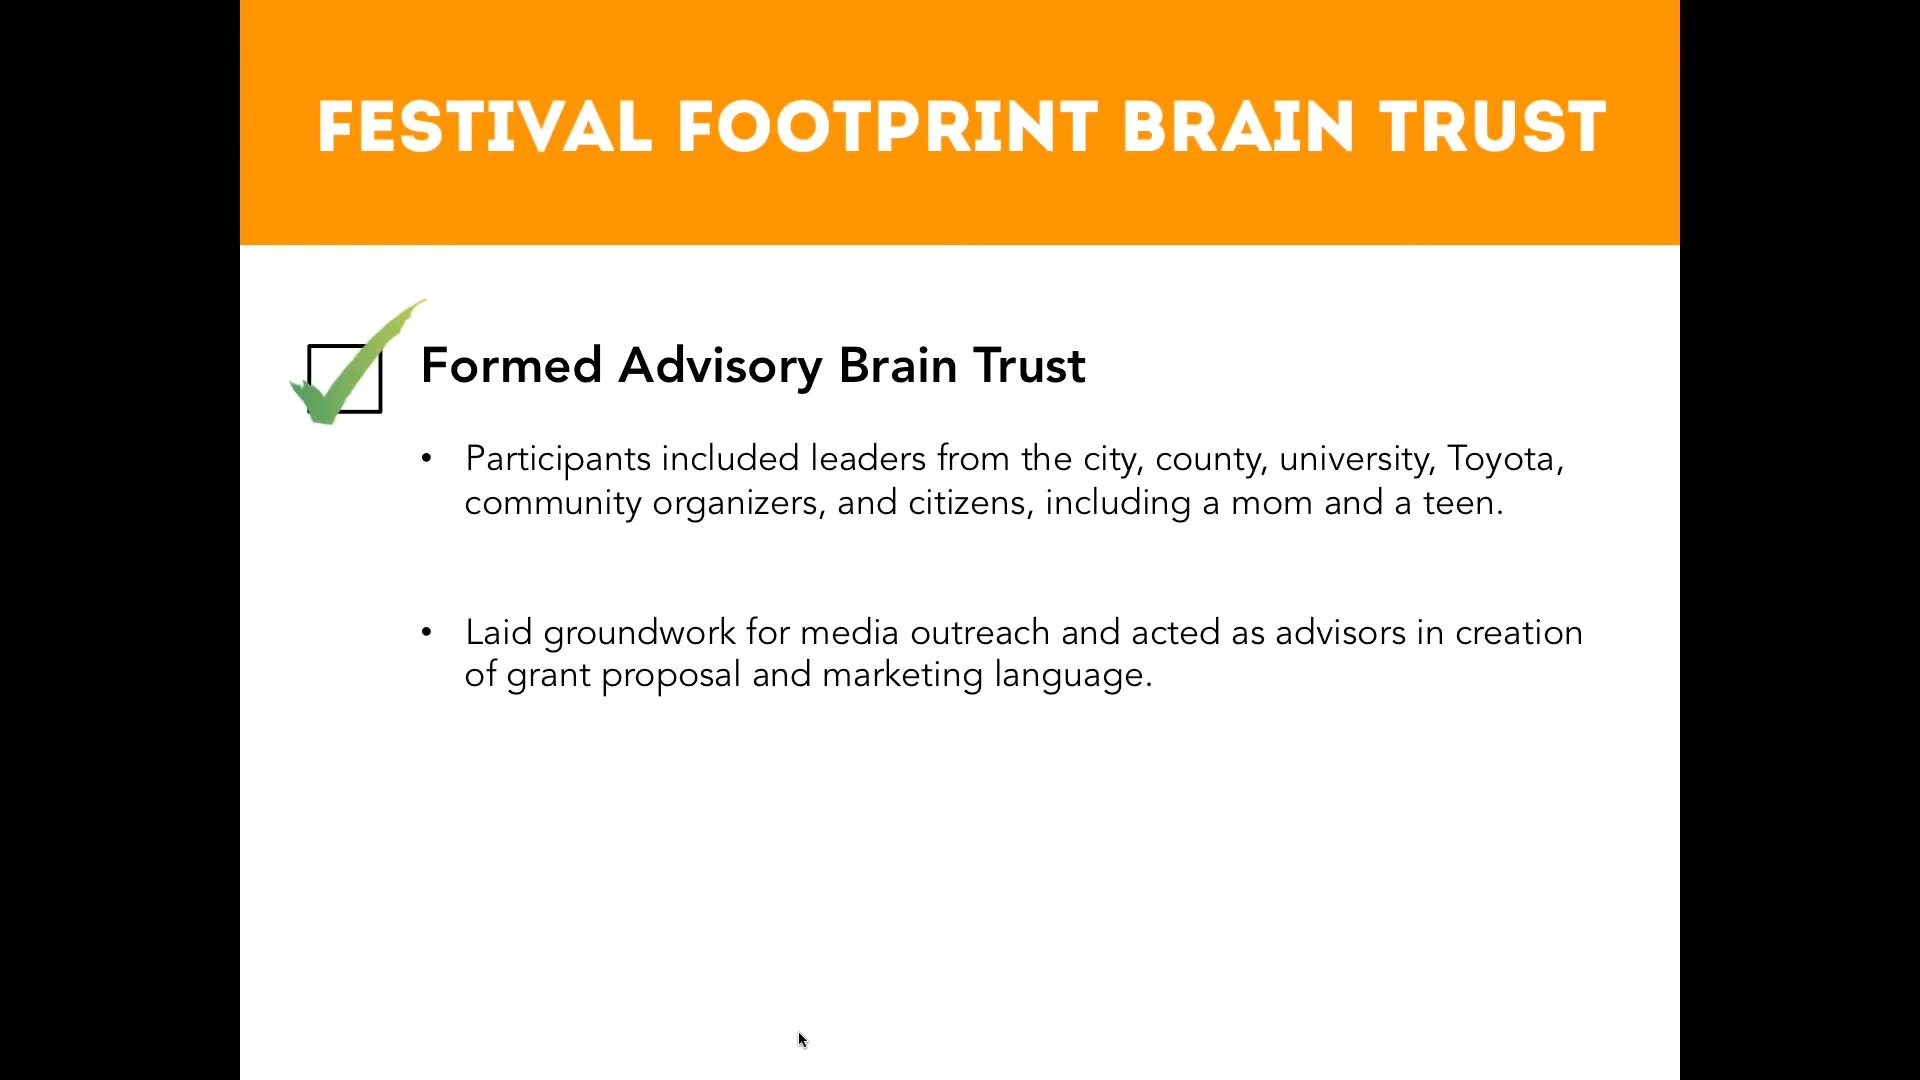 FESTIVAL FOOTPRINT BRAIN TRUST
Formed Advisory Brain Trust
• Participants included leaders from the city, county, university, Toyota,
community organizers, and citizens, including a mom and a teen.
• Laid groundwork for media outreach and acted as advisors in creation
of grant proposal and marketing language.